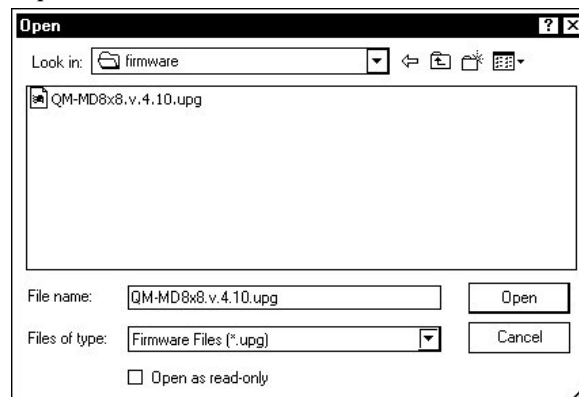 Open
Look in: firmware
QM-MD8x8.v.4.10.upg
File name: QM-MD8x8.v.4.10.upg Open
Files of type: Firmware Files (*.upg) Cancel
Open as read-only